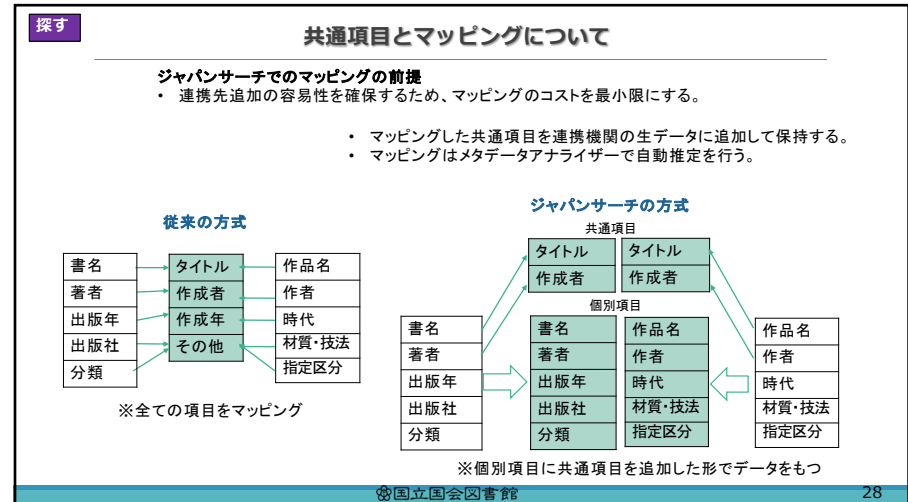 探す
共通項目とマッピングについて
ジャパンサーチでのマッピングの前提
• 連携先追加の容易性を確保するため、マッピングのコストを最小限にする。
• マッピングした共通項目を連携機関の生データに追加して保持する。
• マッピングはメタデータアナライザーで自動推定を行う。
従来の方式
書名
著者
出版年
出版社
分類
タイトル
作成者
作成年
その他
作品名
作者
時代
材質・技法
指定区分
※全ての項目をマッピング
ジャパンサーチの方式
共通項目
タイトル
作成者
タイトル
作成者
個別項目
書名
著者
出版年
出版社
分類
書名
著者
出版年
出版社
分類
作品名
作者
時代
材質・技法
指定区分
作品名
作者
時代
材質・技法
指定区分
※個別項目に共通項目を追加した形でデータをもつ
国立国会図書館
28